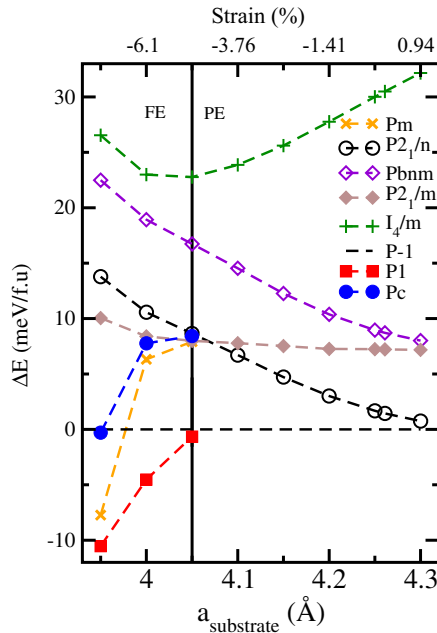 Strain (%)
-6.1 -3.76 -1.41 0.94
30
20
10
0
-10
ΔE (meV/f.u)
FE PE
Pm
P2₁/n
Pbnm
P2₁/m
I₄/m
P-1
P1
Pc
4 4.1 4.2 4.3
a_substrate (Å)